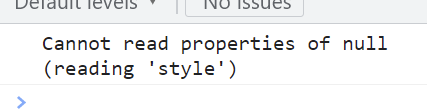 Default levels
No Issues
Cannot read properties of null
(reading 'style')